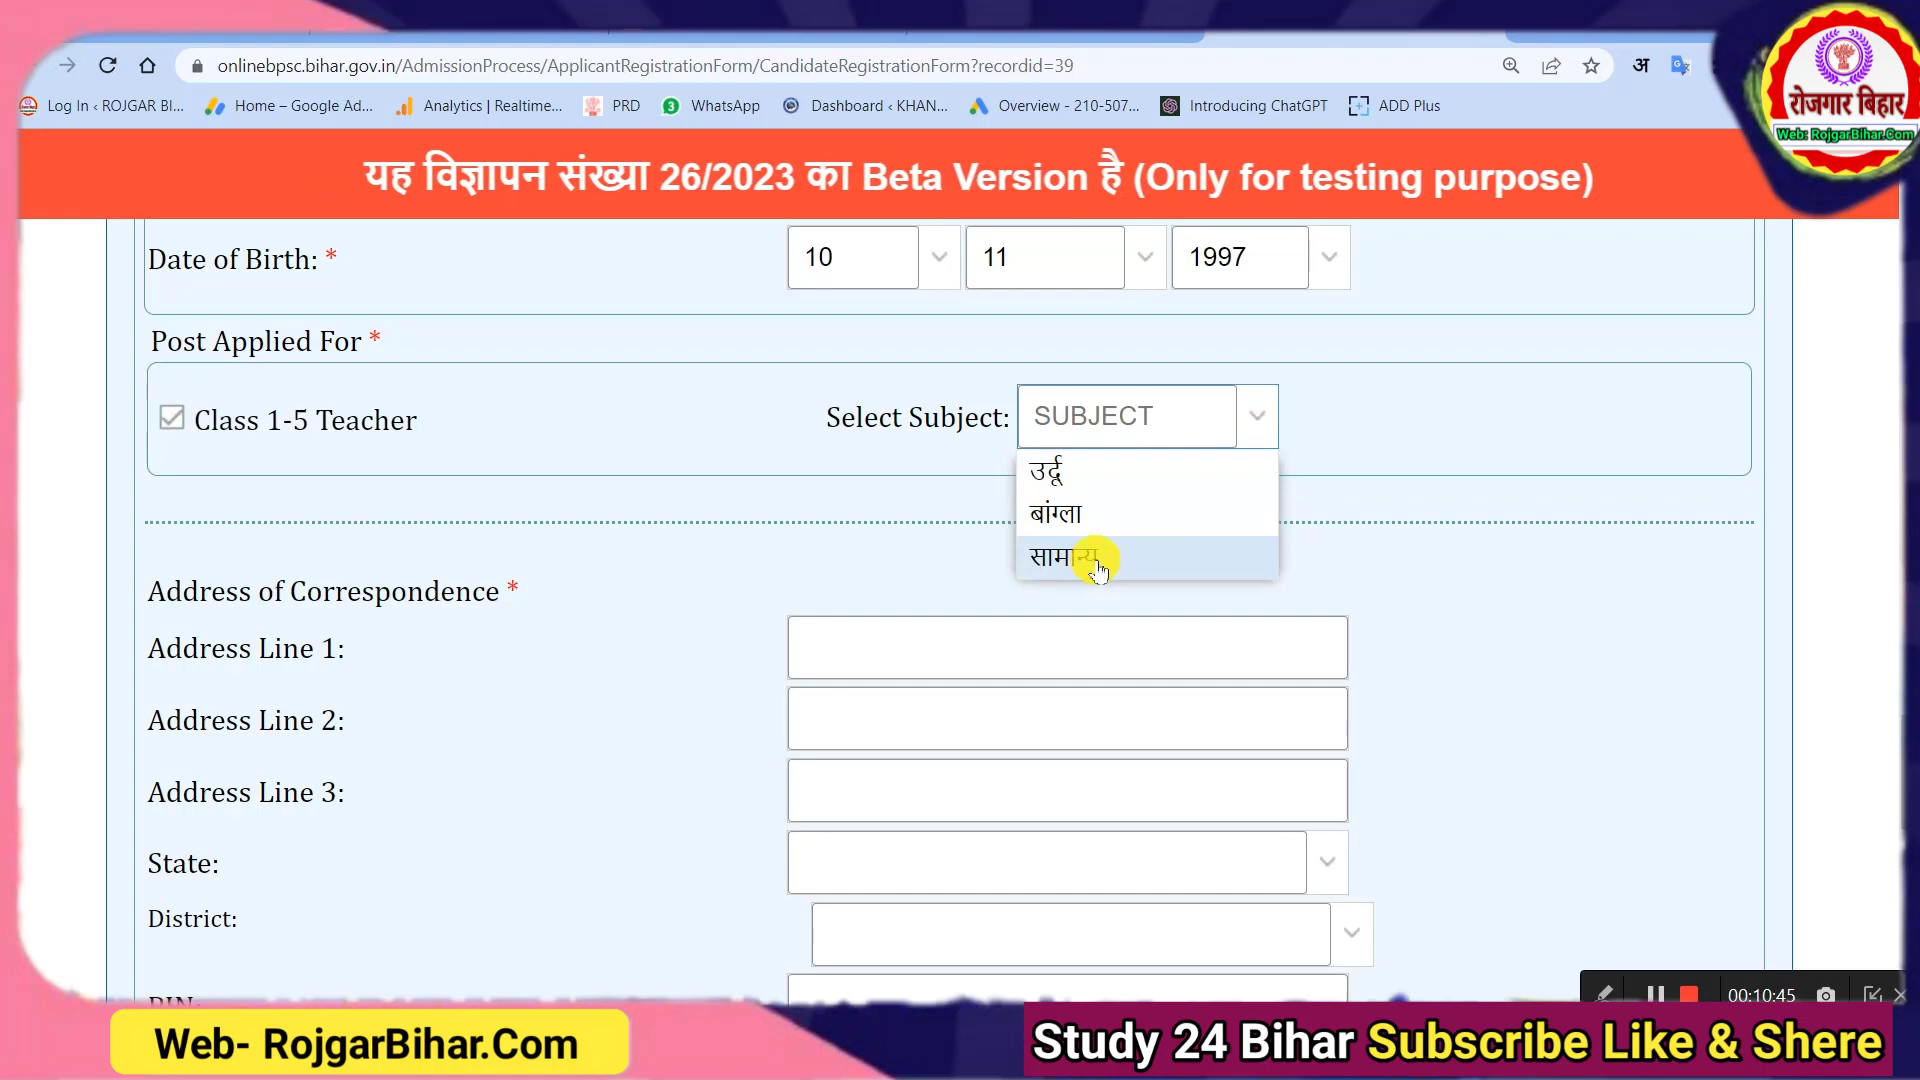 onlinebpsc.bihar.gov.in/AdmissionProcess/ApplicantRegistrationForm/CandidateRegistrationForm?recordid=39
अ
Log In ‹ ROJGAR BI... Home – Google Ad... Analytics | Realtime... PRD 3 WhatsApp Dashboard ‹ KHAN... Overview - 210-507... Introducing ChatGPT ADD Plus
रोजगार बिहार
Web: RojgarBihar.Com
यह विज्ञापन संख्या 26/2023 का Beta Version है (Only for testing purpose)
Date of Birth: * 10 11 1997
Post Applied For *
Class 1-5 Teacher Select Subject: SUBJECT
उर्दू
बांग्ला
सामान्य
Address of Correspondence *
Address Line 1:
Address Line 2:
Address Line 3:
State:
District:
PIN:
00:10:45
Web- RojgarBihar.Com
Study 24 Bihar Subscribe Like & Shere